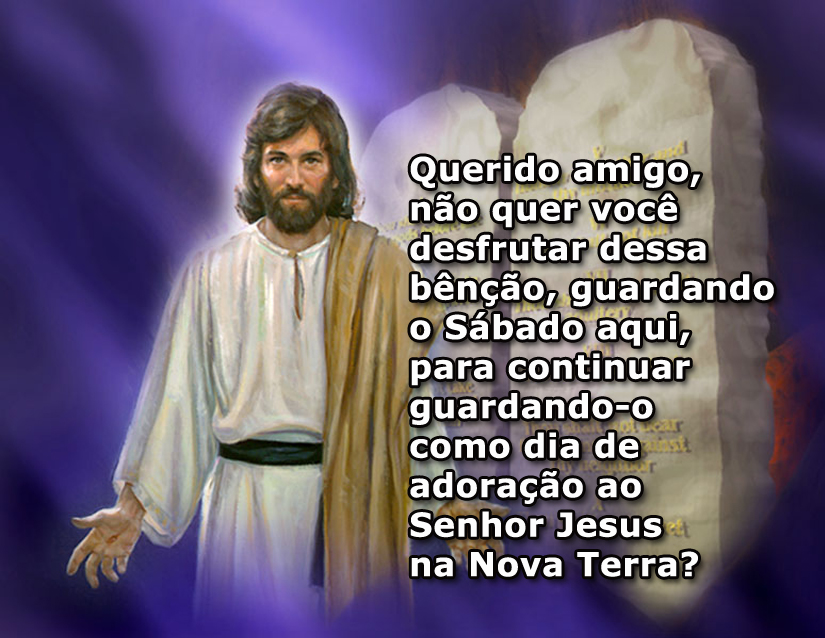 Querido amigo,
não quer você
desfrutar dessa
bênção, guardando
o Sábado aqui,
para continuar
guardando-o
como dia de
adoração ao
Senhor Jesus
na Nova Terra?